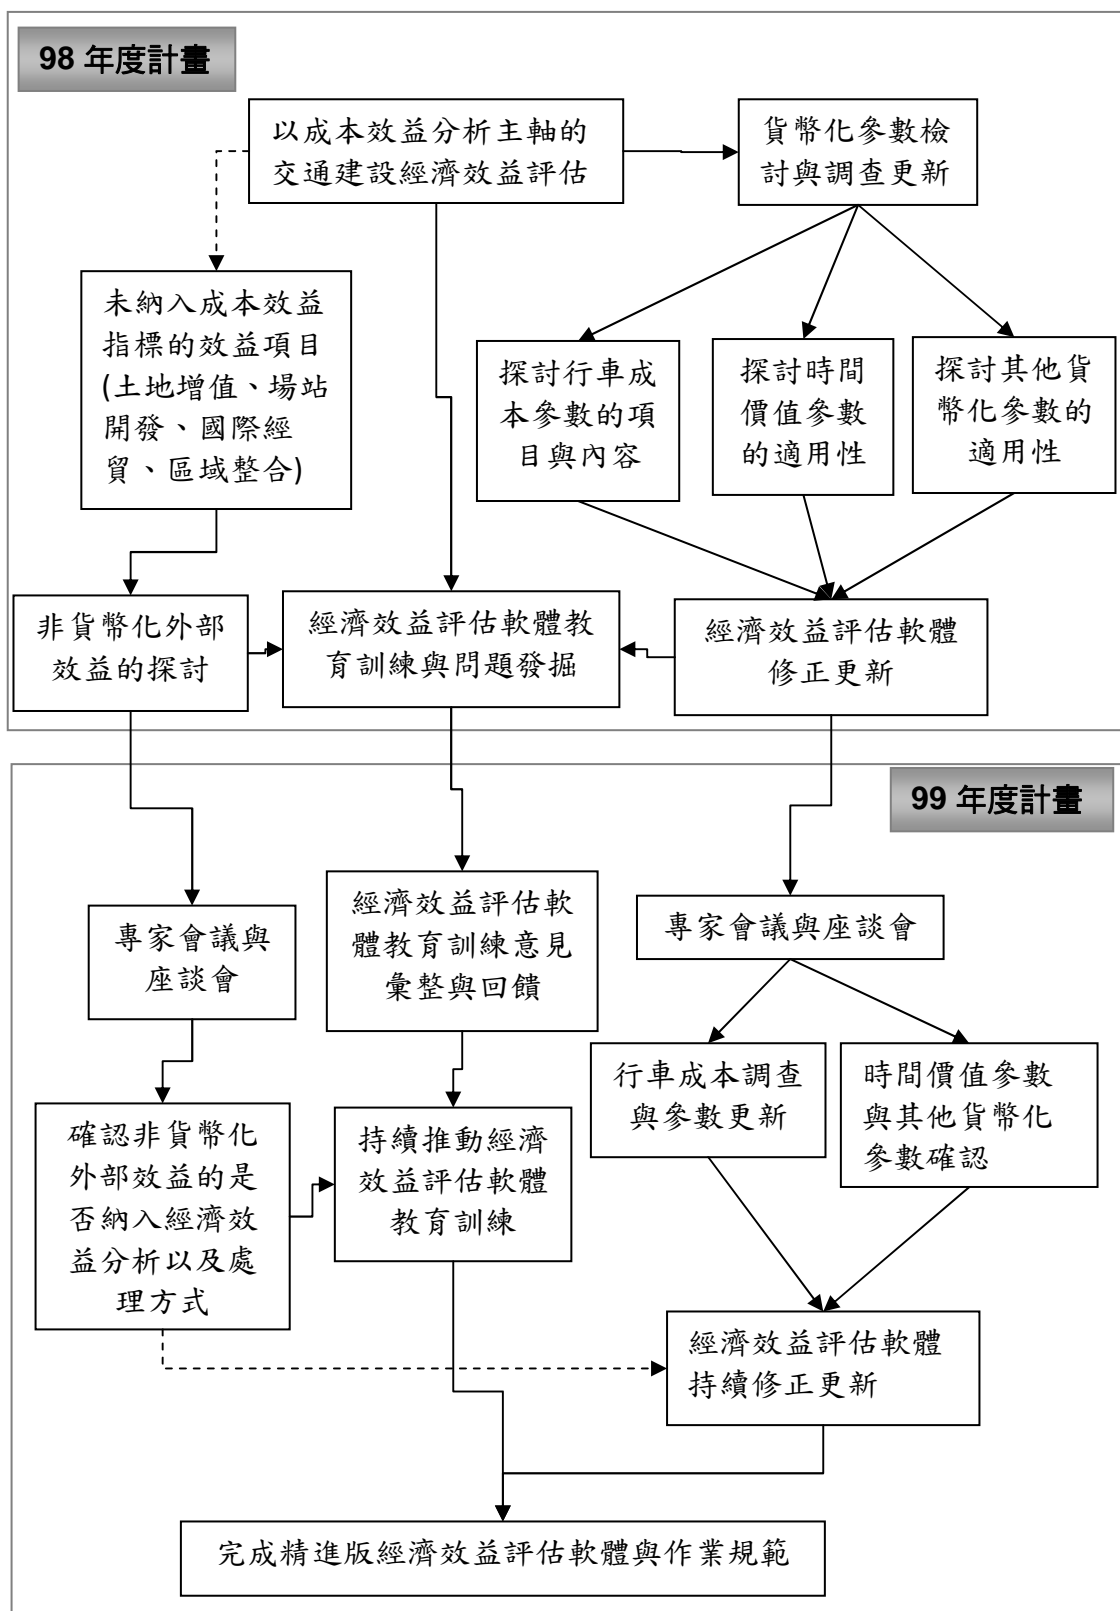 98 年度計畫
以成本效益分析主軸的
交通建設經濟效益評估
貨幣化參數檢
討與調查更新
未納入成本效益
指標的效益項目
(土地增值、場站
開發、國際經
貿、區域整合)
探討行車成
本參數的項
目與內容
探討時間
價值參數
的適用性
探討其他貨
幣化參數的
適用性
非貨幣化外部
效益的探討
經濟效益評估軟體教
育訓練與問題發掘
經濟效益評估軟體
修正更新
99 年度計畫
專家會議與
座談會
經濟效益評估軟
體教育訓練意見
彙整與回饋
專家會議與座談會
行車成本調查
與參數更新
時間價值參數
與其他貨幣化
參數確認
確認非貨幣化
外部效益的是
否納入經濟效
益分析以及處
理方式
持續推動經濟
效益評估軟體
教育訓練
經濟效益評估軟體
持續修正更新
完成精進版經濟效益評估軟體與作業規範